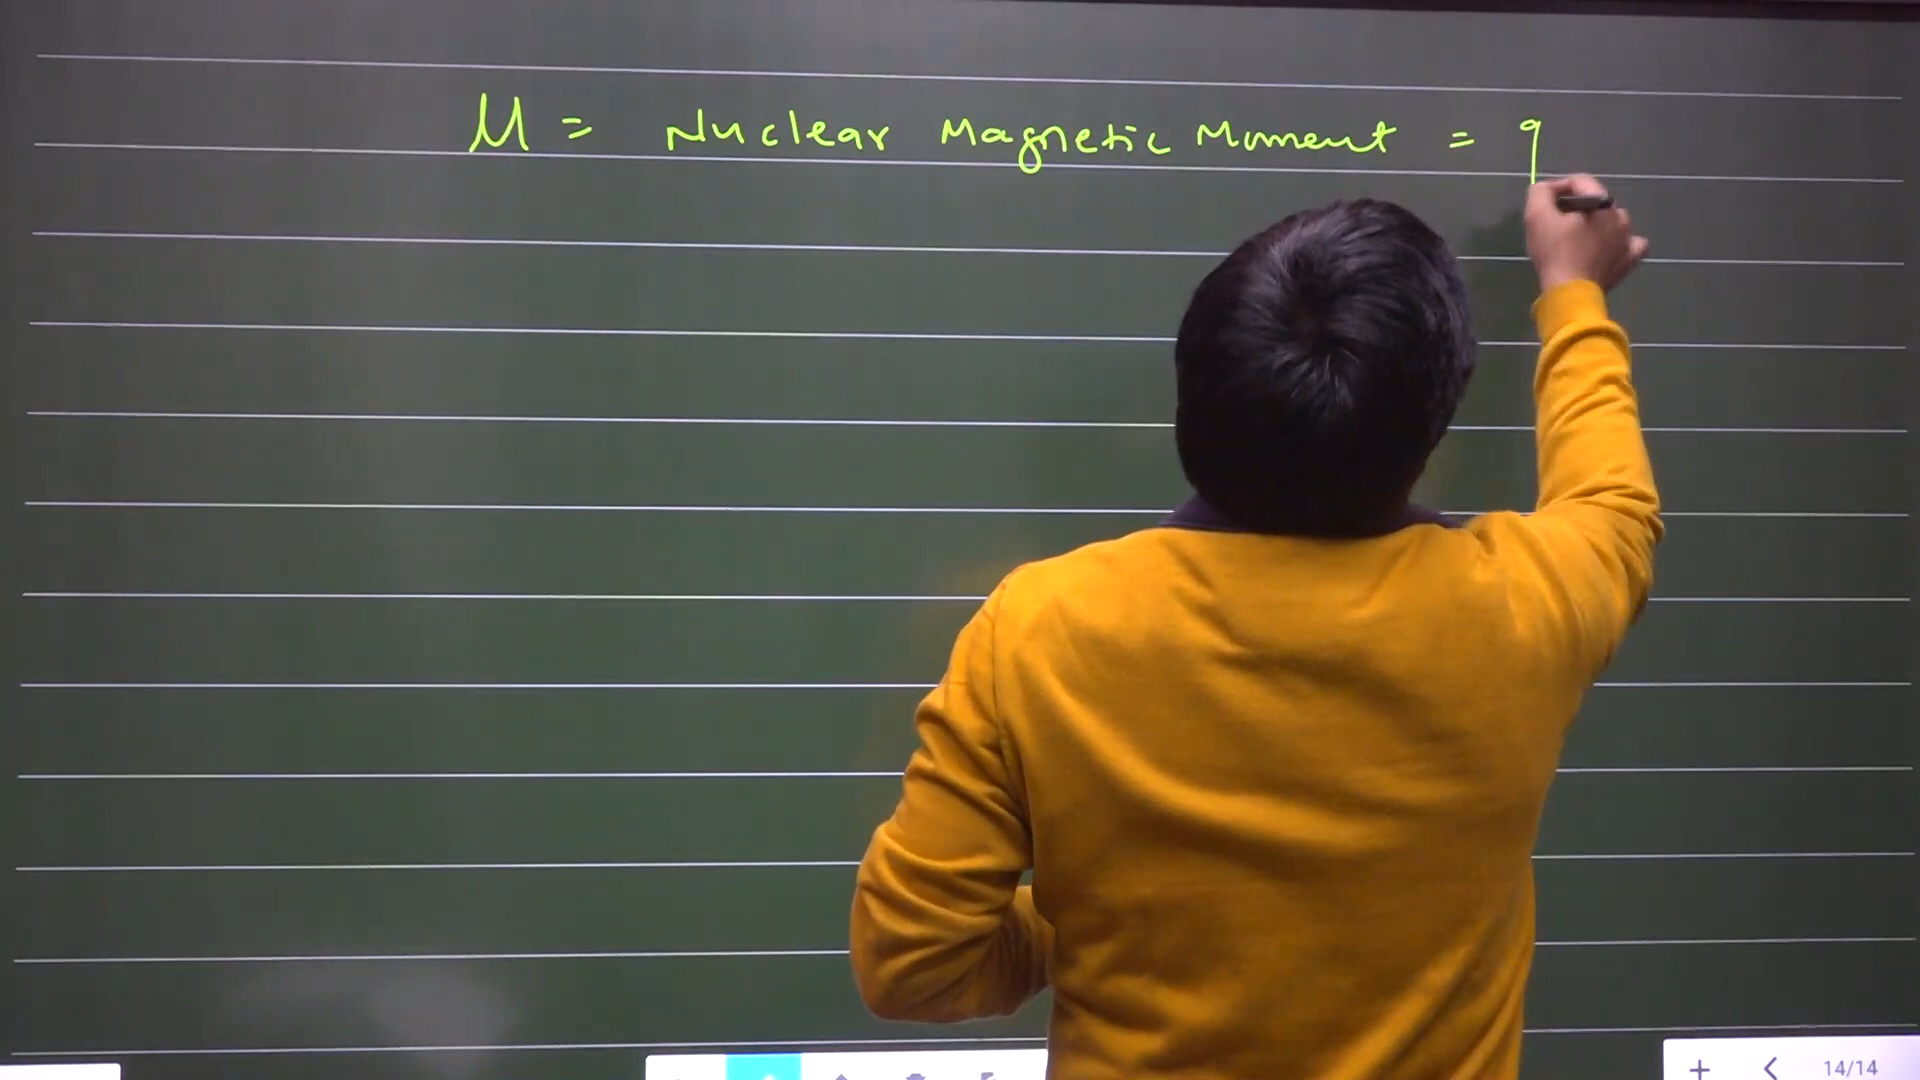 μ = Nuclear Magnetic Moment = g
14/14